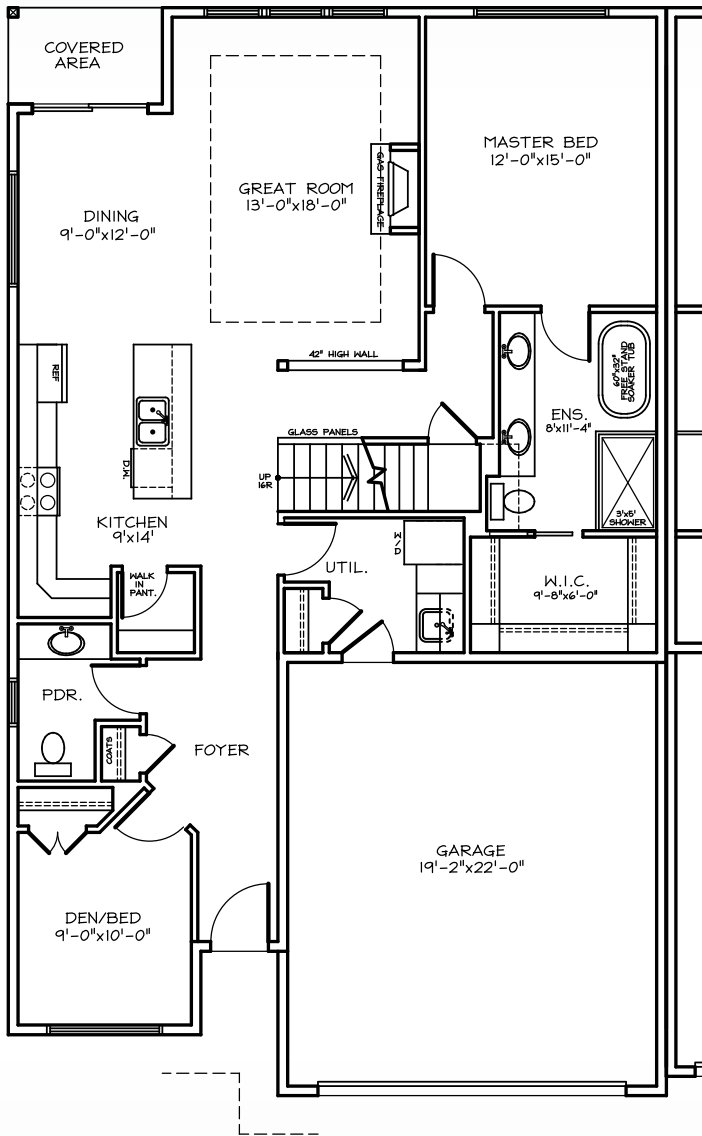 COVERED
AREA
MASTER BED
12'-0"x15'-0"
GREAT ROOM
13'-0"x18'-0"
GAS FIREPLACE
DINING
9'-0"x12'-0"
42" HIGH WALL
REF
60"x32"
FREE STAND
SOAKER TUB
ENS.
8'x11'-4"
GLASS PANELS
D.W.
UP
16R
KITCHEN
9'x14'
3'x5'
SHOWER
W/D
UTIL.
WALK
IN
PANT.
W.I.C.
9'-8"x6'-0"
PDR.
COATS
FOYER
GARAGE
19'-2"x22'-0"
DEN/BED
9'-0"x10'-0"